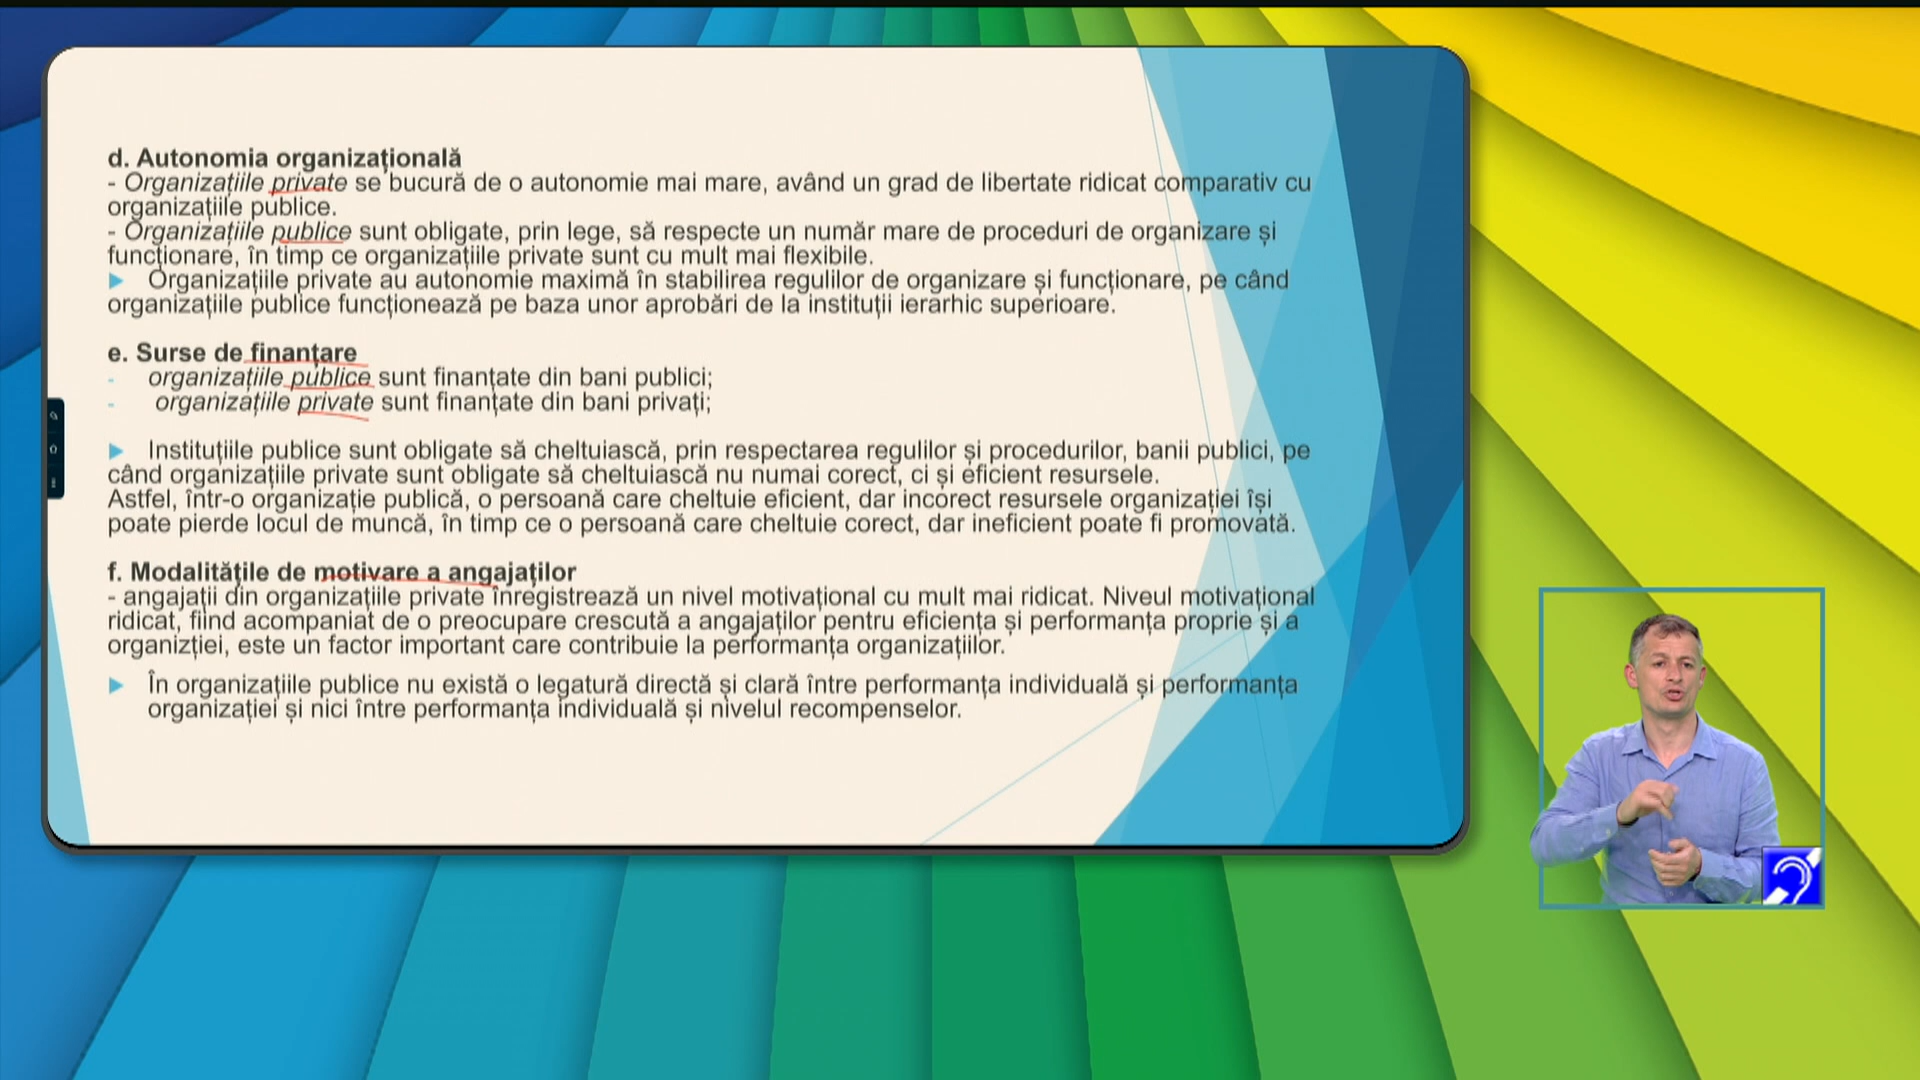 d. Autonomia organizațională
- Organizațiile private se bucură de o autonomie mai mare, având un grad de libertate ridicat comparativ cu
organizațiile publice.
- Organizațiile publice sunt obligate, prin lege, să respecte un număr mare de proceduri de organizare și
funcționare, în timp ce organizațiile private sunt cu mult mai flexibile.
Organizațiile private au autonomie maximă în stabilirea regulilor de organizare și funcționare, pe când
organizațiile publice funcționează pe baza unor aprobări de la instituții ierarhic superioare.
e. Surse de finanțare
- organizațiile publice sunt finanțate din bani publici;
- organizațiile private sunt finanțate din bani privați;
Instituțiile publice sunt obligate să cheltuiască, prin respectarea regulilor și procedurilor, banii publici, pe
când organizațiile private sunt obligate să cheltuiască nu numai corect, ci și eficient resursele.
Astfel, într-o organizație publică, o persoană care cheltuie eficient, dar incorect resursele organizației își
poate pierde locul de muncă, în timp ce o persoană care cheltuie corect, dar ineficient poate fi promovată.
f. Modalitățile de motivare a angajaților
- angajații din organizațiile private înregistrează un nivel motivațional cu mult mai ridicat. Niveul motivațional
ridicat, fiind acompaniat de o preocupare crescută a angajaților pentru eficiența și performanța proprie și a
organizției, este un factor important care contribuie la performanța organizațiilor.
În organizațiile publice nu există o legatură directă și clară între performanța individuală și performanța
organizației și nici între performanța individuală și nivelul recompenselor.